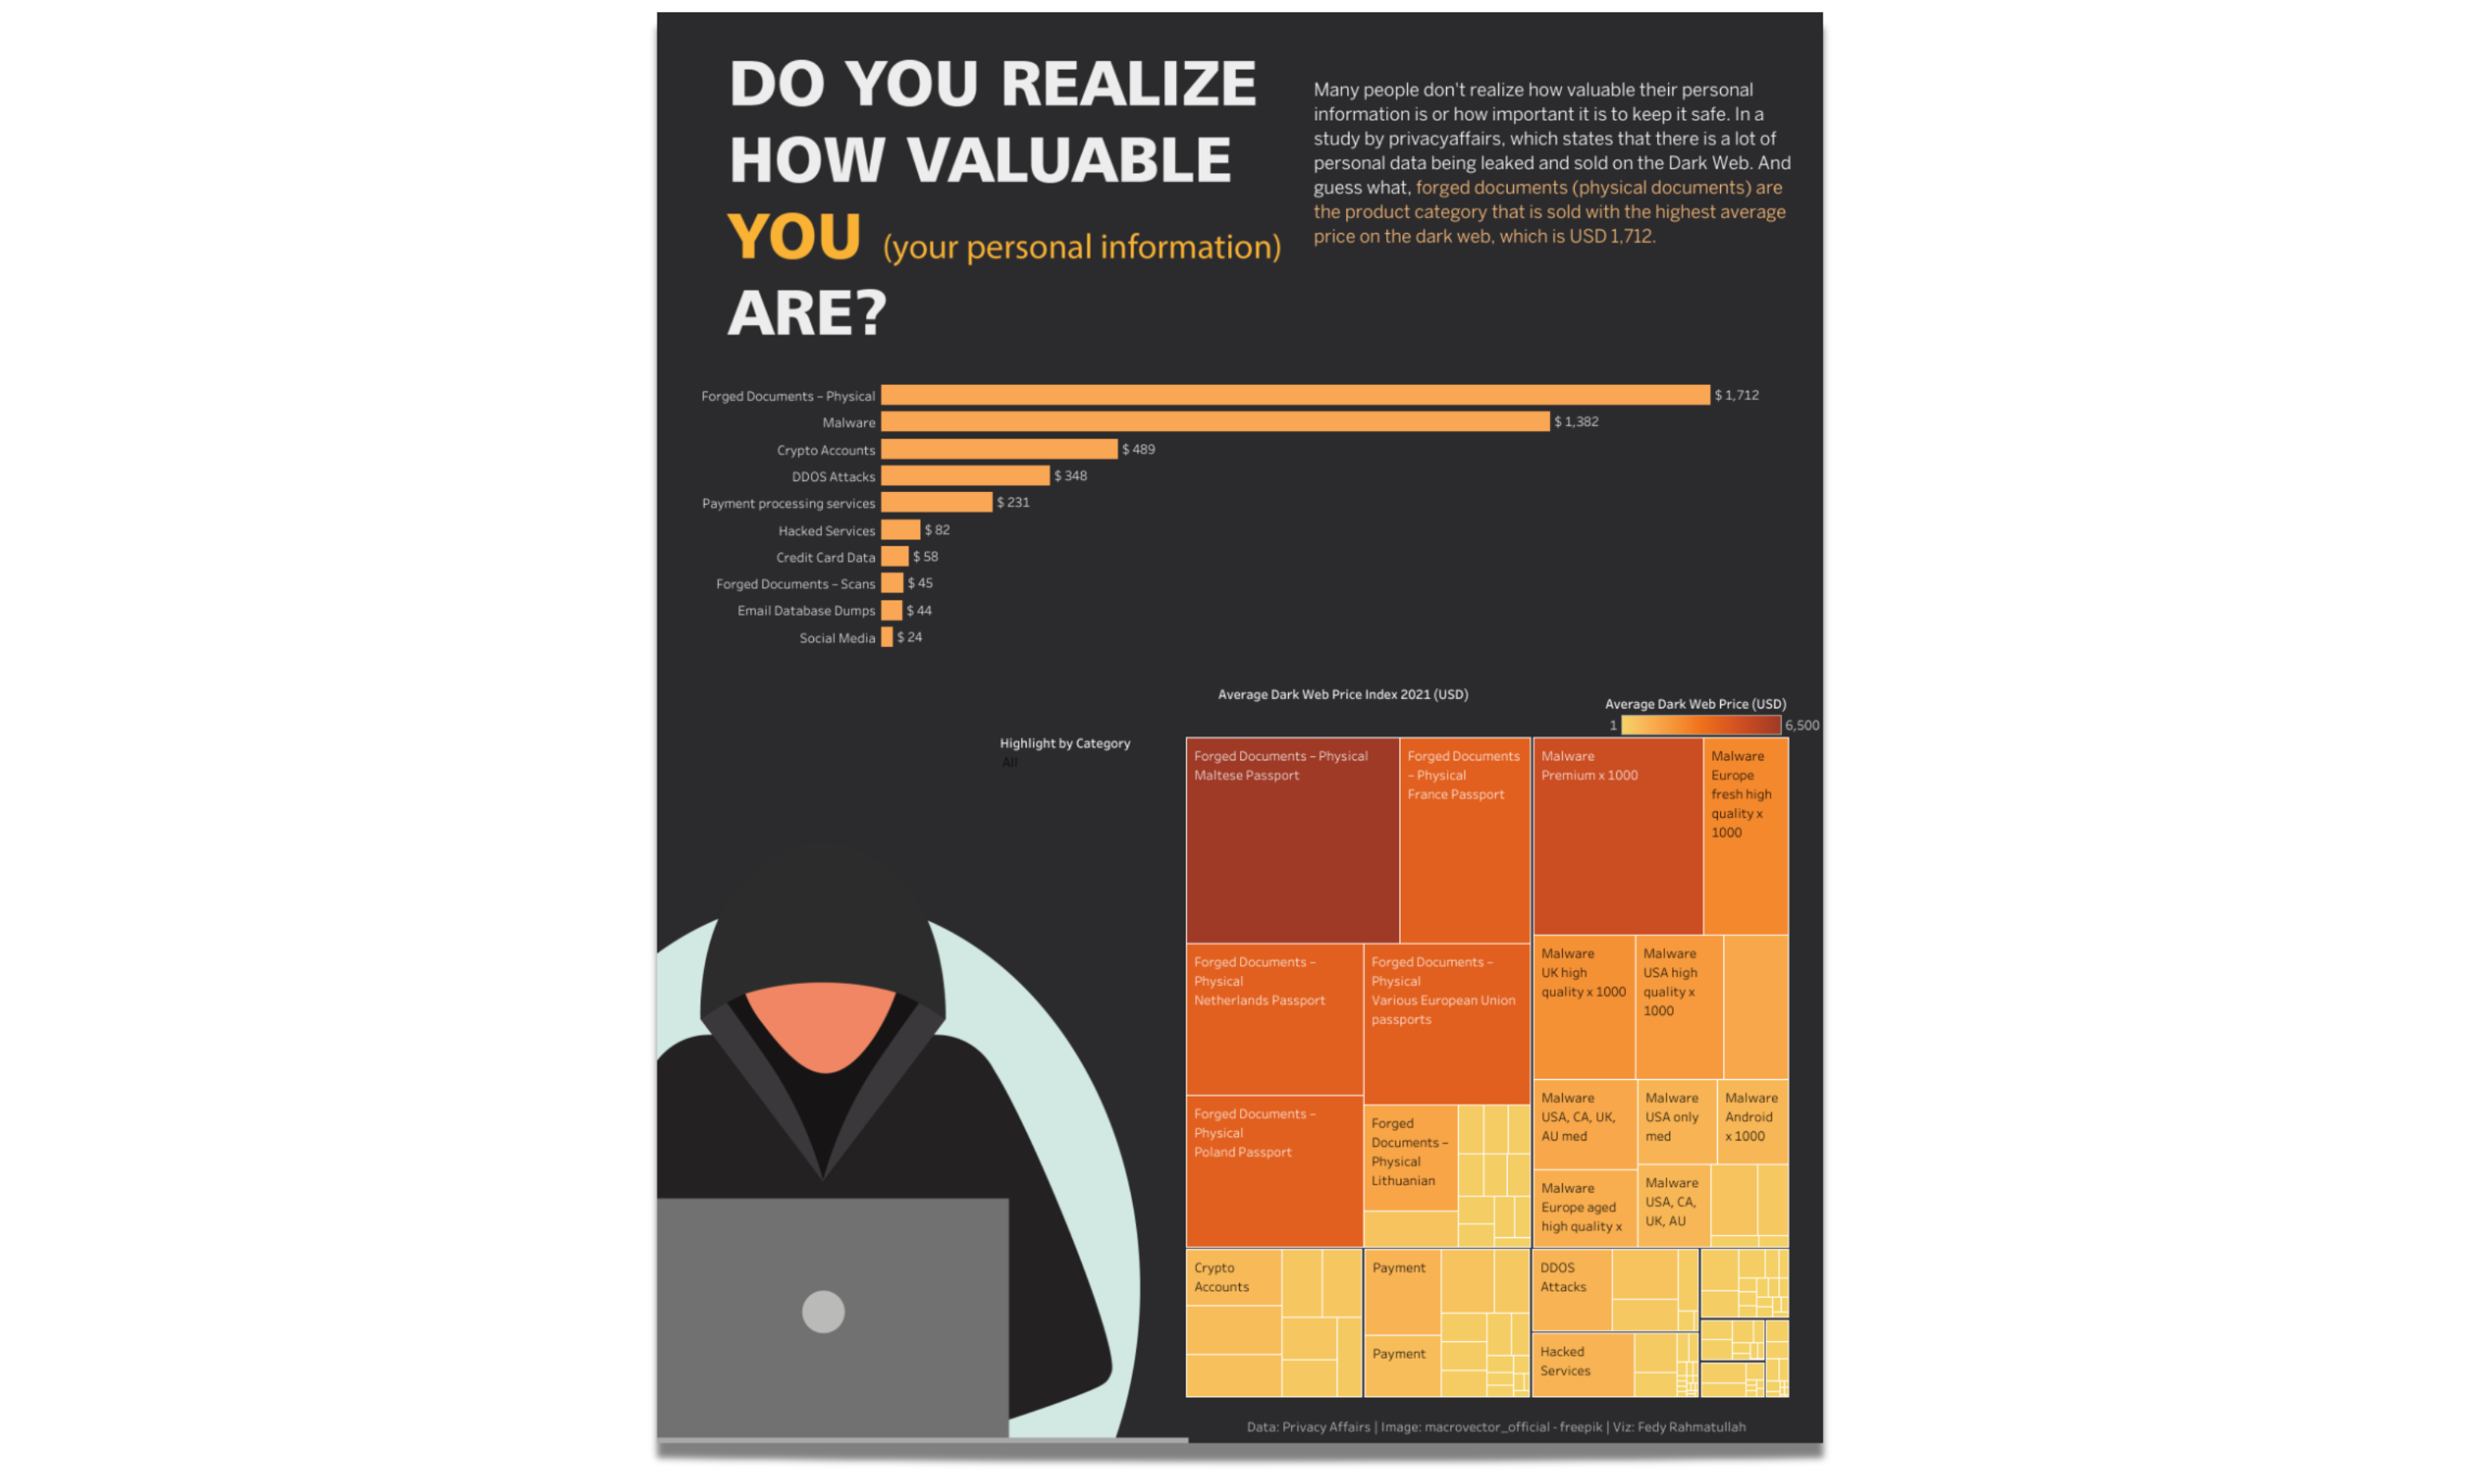 DO YOU REALIZE
HOW VALUABLE
YOU (your personal information)
ARE?
Many people don't realize how valuable their personal
information is or how important it is to keep it safe. In a
study by privacyaffairs, which states that there is a lot of
personal data being leaked and sold on the Dark Web. And
guess what, forged documents (physical documents) are
the product category that is sold with the highest average
price on the dark web, which is USD 1,712.
Forged Documents – Physical $ 1,712
Malware $ 1,382
Crypto Accounts $ 489
DDOS Attacks $ 348
Payment processing services $ 231
Hacked Services $ 82
Credit Card Data $ 58
Forged Documents – Scans $ 45
Email Database Dumps $ 44
Social Media $ 24
Average Dark Web Price Index 2021 (USD)
Average Dark Web Price (USD)
1 6,500
Highlight by Category
All
Forged Documents – Physical
Maltese Passport
Forged Documents
– Physical
France Passport
Malware
Premium x 1000
Malware
Europe
fresh high
quality x
1000
Forged Documents –
Physical
Netherlands Passport
Forged Documents –
Physical
Various European Union
passports
Malware
UK high
quality x 1000
Malware
USA high
quality x
1000
Forged Documents –
Physical
Poland Passport
Forged
Documents –
Physical
Lithuanian
Malware
USA, CA, UK,
AU med
Malware
USA only
med
Malware
Android
x 1000
Malware
Europe aged
high quality x
Malware
USA, CA,
UK, AU
Crypto
Accounts
Payment
Payment
DDOS
Attacks
Hacked
Services
Data: Privacy Affairs | Image: macrovector_official - freepik | Viz: Fedy Rahmatullah